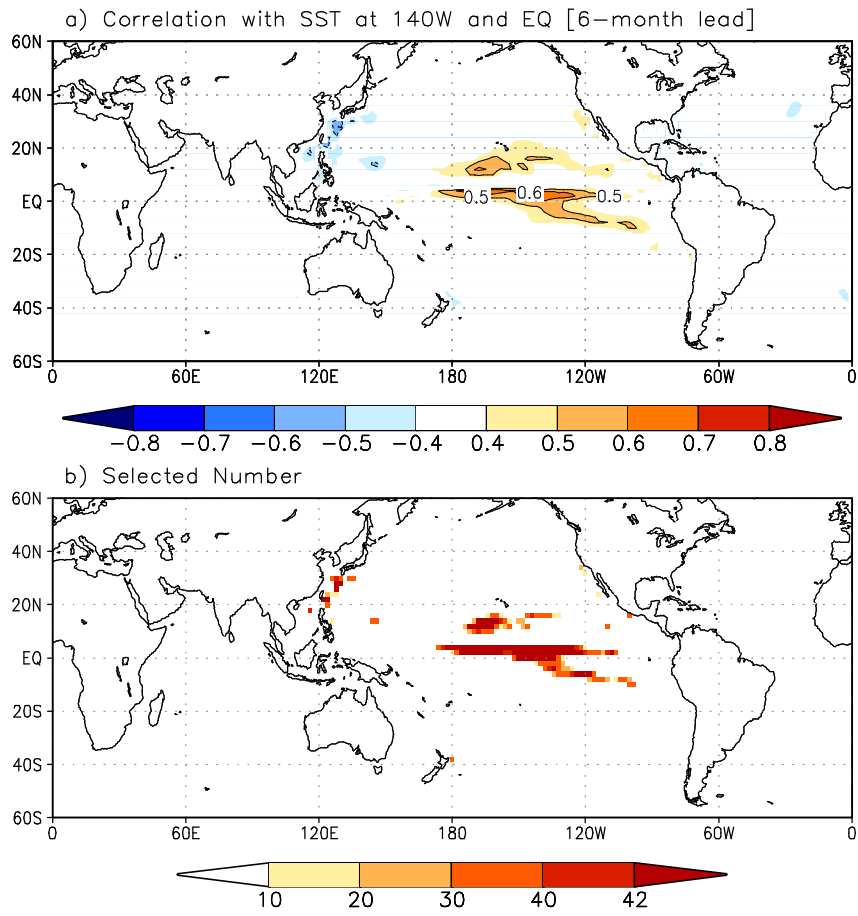 a) Correlation with SST at 140W and EQ [6-month lead]
60N
40N
20N
EQ
20S
40S
60S
0.5 0.6 0.5
0 60E 120E 180 120W 60W 0
−0.8 −0.7 −0.6 −0.5 −0.4 0.4 0.5 0.6 0.7 0.8
b) Selected Number
60N
40N
20N
EQ
20S
40S
60S
0 60E 120E 180 120W 60W 0
10 20 30 40 42